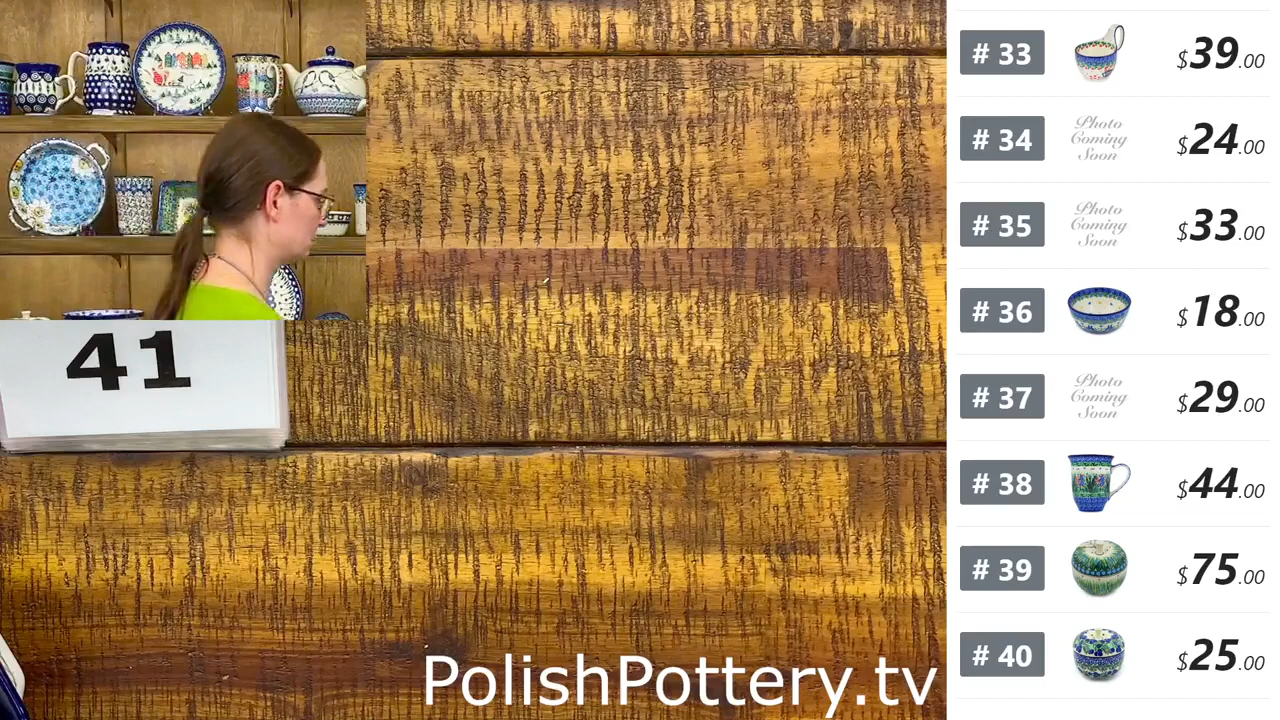 41
PolishPottery.tv
# 33
$39.00
# 34
Photo
Coming
Soon
$24.00
# 35
Photo
Coming
Soon
$33.00
# 36
$18.00
# 37
Photo
Coming
Soon
$29.00
# 38
$44.00
# 39
$75.00
# 40
$25.00